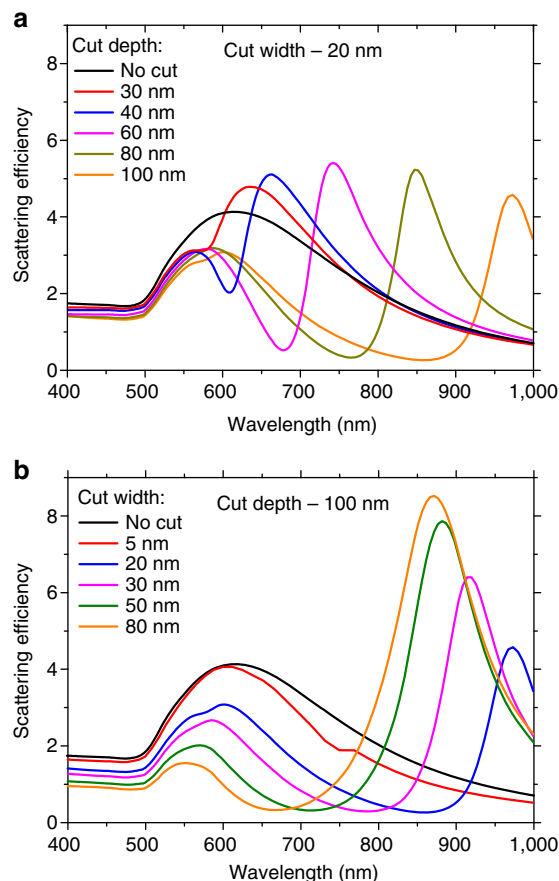 a
Cut depth:
Cut width – 20 nm
No cut
30 nm
40 nm
60 nm
80 nm
100 nm
8
6
4
2
0
Scattering efficiency
400 500 600 700 800 900 1,000
Wavelength (nm)
b
Cut width:
Cut depth – 100 nm
No cut
5 nm
20 nm
30 nm
50 nm
80 nm
8
6
4
2
0
Scattering efficiency
400 500 600 700 800 900 1,000
Wavelength (nm)